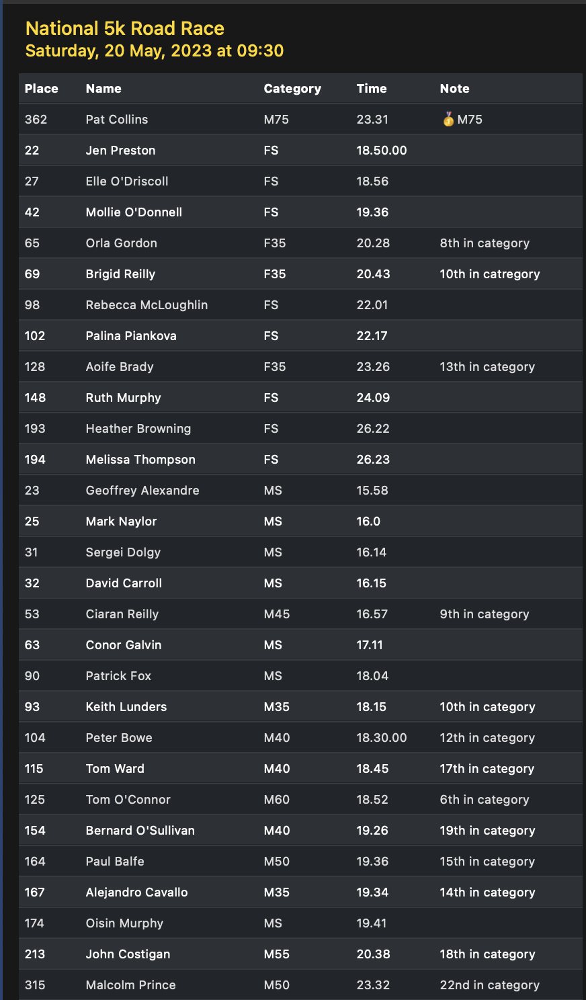 National 5k Road Race
Saturday, 20 May, 2023 at 09:30
Place Name Category Time Note
362 Pat Collins M75 23.31 🥇M75
22 Jen Preston FS 18.50.00
27 Elle O'Driscoll FS 18.56
42 Mollie O'Donnell FS 19.36
65 Orla Gordon F35 20.28 8th in category
69 Brigid Reilly F35 20.43 10th in catregory
98 Rebecca McLoughlin FS 22.01
102 Palina Piankova FS 22.17
128 Aoife Brady F35 23.26 13th in category
148 Ruth Murphy FS 24.09
193 Heather Browning FS 26.22
194 Melissa Thompson FS 26.23
23 Geoffrey Alexandre MS 15.58
25 Mark Naylor MS 16.0
31 Sergei Dolgy MS 16.14
32 David Carroll MS 16.15
53 Ciaran Reilly M45 16.57 9th in category
63 Conor Galvin MS 17.11
90 Patrick Fox MS 18.04
93 Keith Lunders M35 18.15 10th in category
104 Peter Bowe M40 18.30.00 12th in category
115 Tom Ward M40 18.45 17th in category
125 Tom O'Connor M60 18.52 6th in category
154 Bernard O'Sullivan M40 19.26 19th in category
164 Paul Balfe M50 19.36 15th in category
167 Alejandro Cavallo M35 19.34 14th in category
174 Oisin Murphy MS 19.41
213 John Costigan M55 20.38 18th in category
315 Malcolm Prince M50 23.32 22nd in category